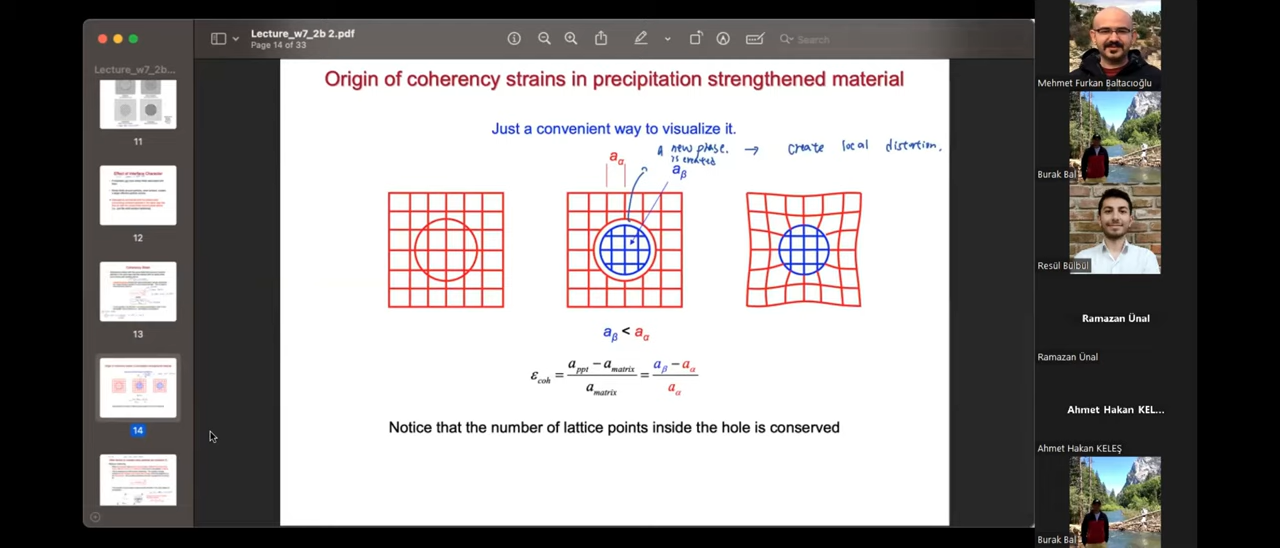 Lecture_w7_2b 2.pdf
Page 14 of 33
Search
Lecture_w7_2b...
11
12
13
14
Origin of coherency strains in precipitation strengthened material
Just a convenient way to visualize it.
A new phase → create local distortion.
is created
aα
aβ
aβ < aα
εcoh = (appt − amatrix) / amatrix = (aβ − aα) / aα
Notice that the number of lattice points inside the hole is conserved
Mehmet Furkan Baltacıoğlu
Burak Bal
Resül Bülbül
Ramazan Ünal
Ramazan Ünal
Ahmet Hakan KEL...
Ahmet Hakan KELEŞ
Burak Bal